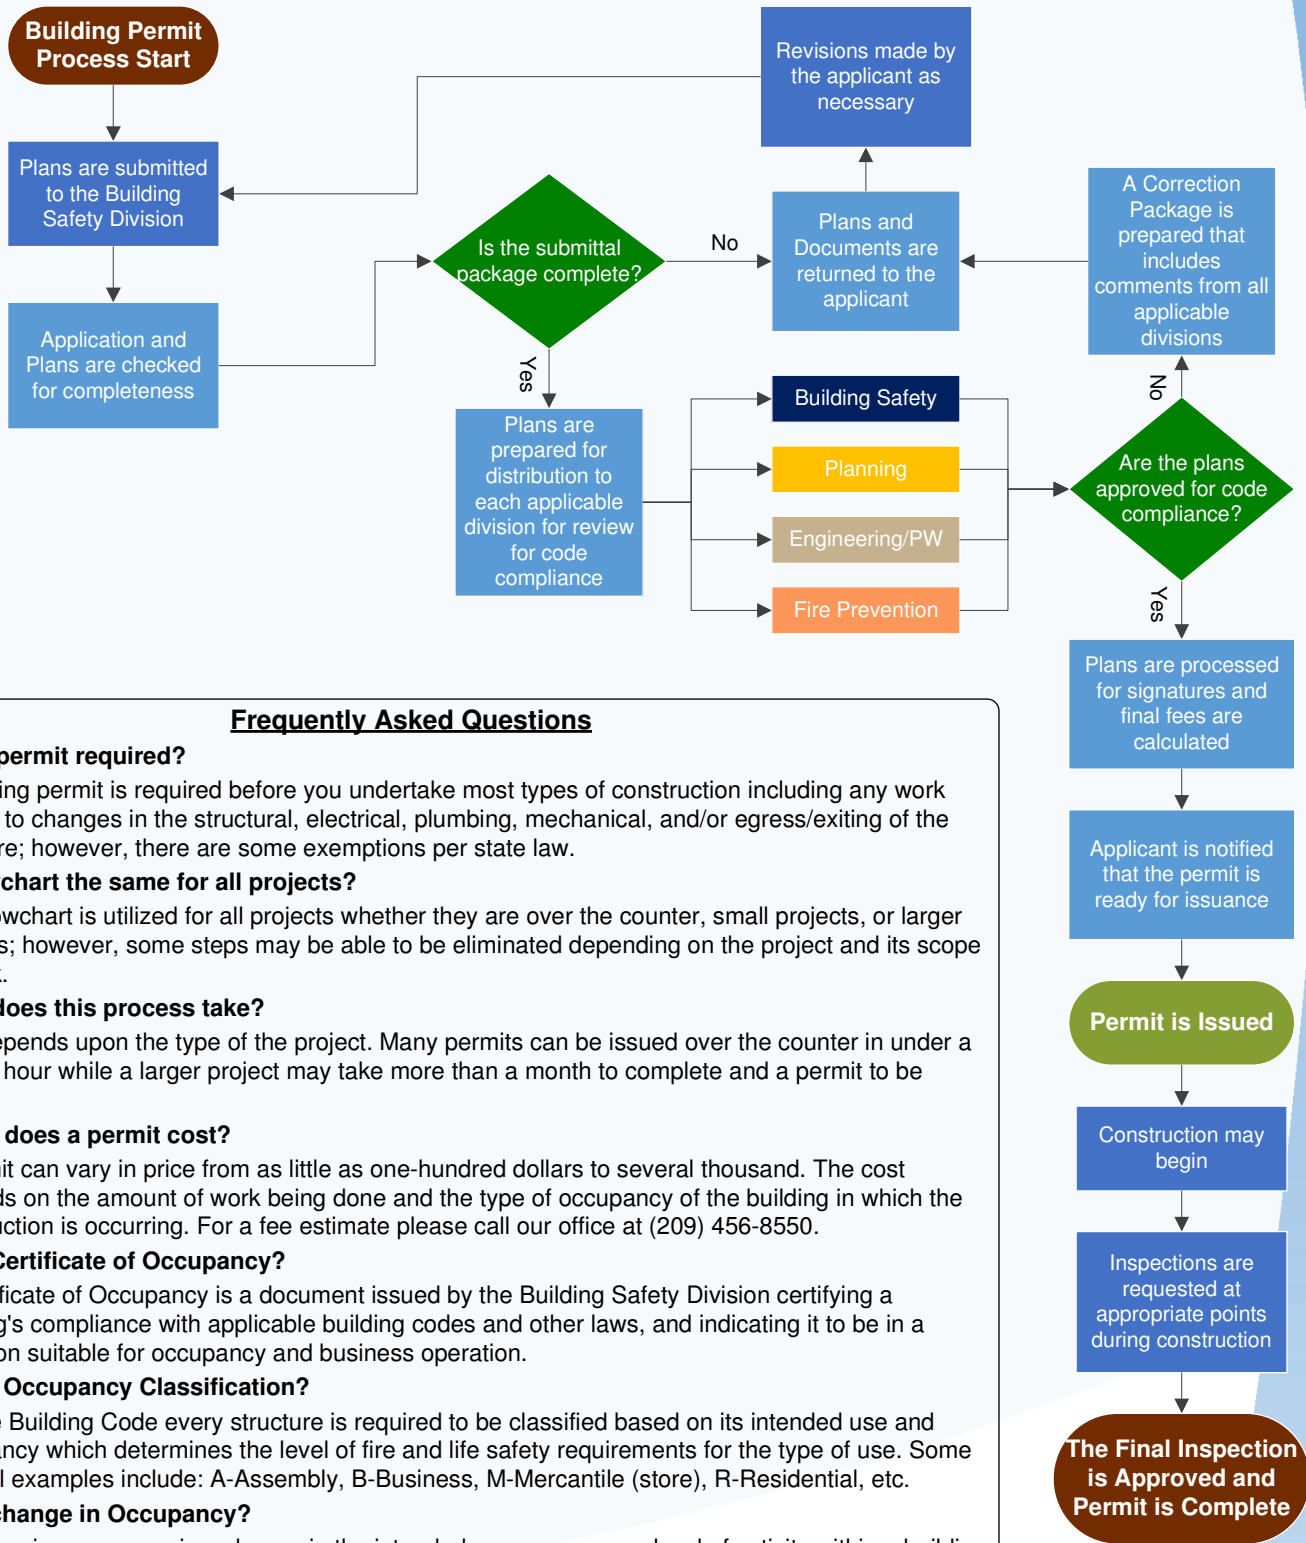 Building Permit
Process Start
Plans are submitted
to the Building
Safety Division
Application and
Plans are checked
for completeness
Is the submittal
package complete?
No
Yes
Revisions made by
the applicant as
necessary
Plans and
Documents are
returned to the
applicant
A Correction
Package is
prepared that
includes
comments from all
applicable
divisions
Plans are
prepared for
distribution to
each applicable
division for review
for code
compliance
Building Safety
Planning
Engineering/PW
Fire Prevention
No
Are the plans
approved for code
compliance?
Yes
Plans are processed
for signatures and
final fees are
calculated
Applicant is notified
that the permit is
ready for issuance
Permit is Issued
Construction may
begin
Inspections are
requested at
appropriate points
during construction
The Final Inspection
is Approved and
Permit is Complete
Frequently Asked Questions
permit required?
ing permit is required before you undertake most types of construction including any work
to changes in the structural, electrical, plumbing, mechanical, and/or egress/exiting of the
re; however, there are some exemptions per state law.
chart the same for all projects?
owchart is utilized for all projects whether they are over the counter, small projects, or larger
s; however, some steps may be able to be eliminated depending on the project and its scope
does this process take?
epends upon the type of the project. Many permits can be issued over the counter in under a
hour while a larger project may take more than a month to complete and a permit to be
does a permit cost?
it can vary in price from as little as one-hundred dollars to several thousand. The cost
ds on the amount of work being done and the type of occupancy of the building in which the
uction is occurring. For a fee estimate please call our office at (209) 456-8550.
Certificate of Occupancy?
ficate of Occupancy is a document issued by the Building Safety Division certifying a
g's compliance with applicable building codes and other laws, and indicating it to be in a
on suitable for occupancy and business operation.
Occupancy Classification?
e Building Code every structure is required to be classified based on its intended use and
ancy which determines the level of fire and life safety requirements for the type of use. Some
l examples include: A-Assembly, B-Business, M-Mercantile (store), R-Residential, etc.
change in Occupancy?